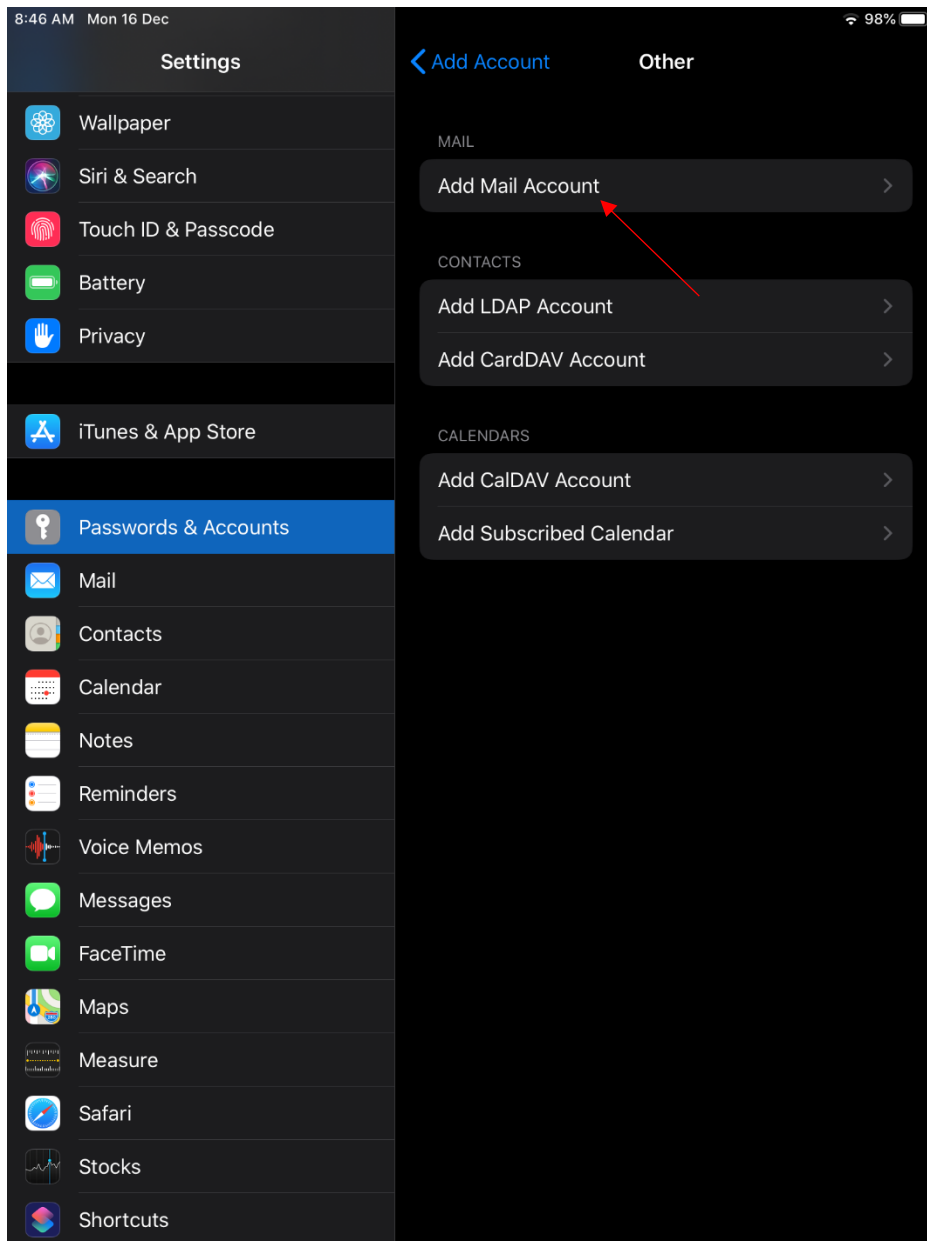 8:46 AM Mon 16 Dec
98%
Settings
Wallpaper
Siri & Search
Touch ID & Passcode
Battery
Privacy
iTunes & App Store
Passwords & Accounts
Mail
Contacts
Calendar
Notes
Reminders
Voice Memos
Messages
FaceTime
Maps
Measure
Safari
Stocks
Shortcuts
Add Account
Other
MAIL
Add Mail Account
CONTACTS
Add LDAP Account
Add CardDAV Account
CALENDARS
Add CalDAV Account
Add Subscribed Calendar